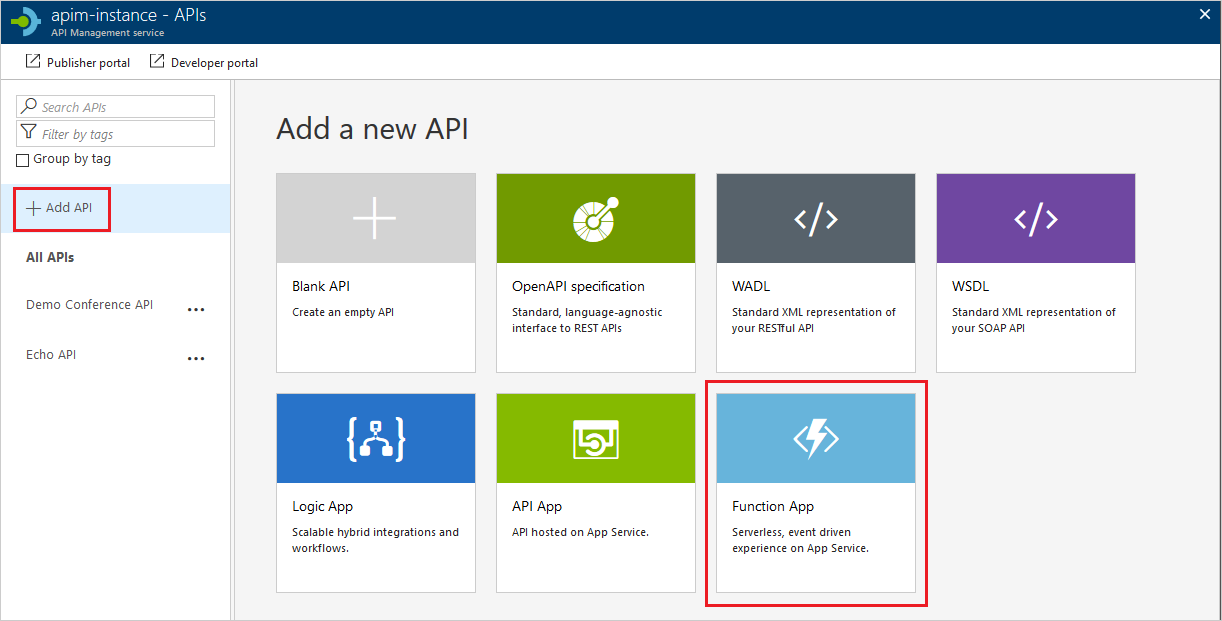 apim-instance - APIs
API Management service
Publisher portal
Developer portal
Search APIs
Filter by tags
Group by tag
Add API
All APIs
Demo Conference API
Echo API
Add a new API
Blank API
Create an empty API
OpenAPI specification
Standard, language-agnostic
interface to REST APIs
WADL
Standard XML representation of
your RESTful API
WSDL
Standard XML representation of
your SOAP API
Logic App
Scalable hybrid integrations and
workflows.
API App
API hosted on App Service.
Function App
Serverless, event driven
experience on App Service.